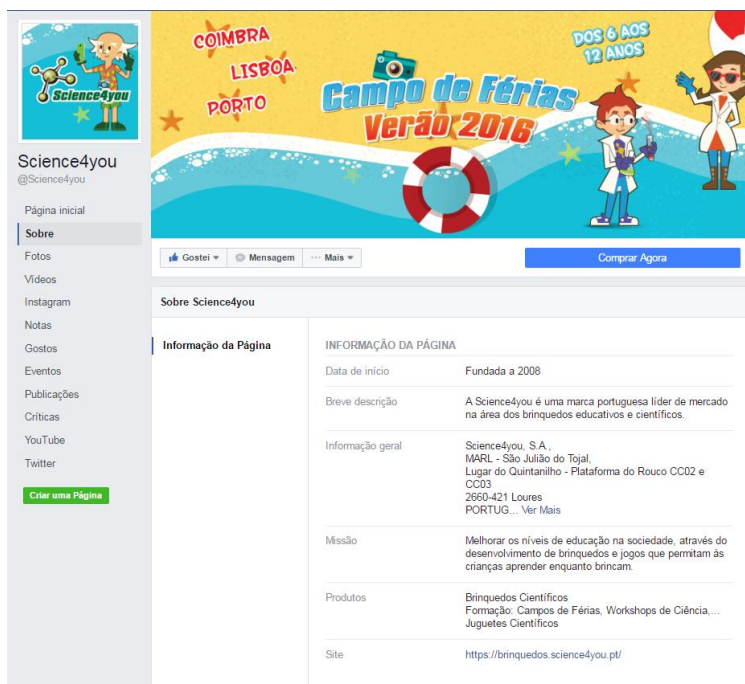 Science4you
COIMBRA
LISBOA
PORTO
DOS 6 AOS
12 ANOS
Campo de Férias
Verão 2016
Science4you
@Science4you
Página inicial
Sobre
Fotos
Vídeos
Instagram
Notas
Gostos
Eventos
Publicações
Críticas
YouTube
Twitter
Criar uma Página
Gostei
Mensagem
Mais
Comprar Agora
Sobre Science4you
Informação da Página
INFORMAÇÃO DA PÁGINA
Data de início
Fundada a 2008
Breve descrição
A Science4you é uma marca portuguesa líder de mercado
na área dos brinquedos educativos e científicos.
Informação geral
Science4you, S.A.,
MARL - São Julião do Tojal,
Lugar do Quintanilho - Plataforma do Rouco CC02 e
CC03
2660-421 Loures
PORTUG... Ver Mais
Missão
Melhorar os níveis de educação na sociedade, através do
desenvolvimento de brinquedos e jogos que permitam às
crianças aprender enquanto brincam.
Produtos
Brinquedos Científicos
Formação: Campos de Férias, Workshops de Ciência,...
Juguetes Científicos
Site
https://brinquedos.science4you.pt/